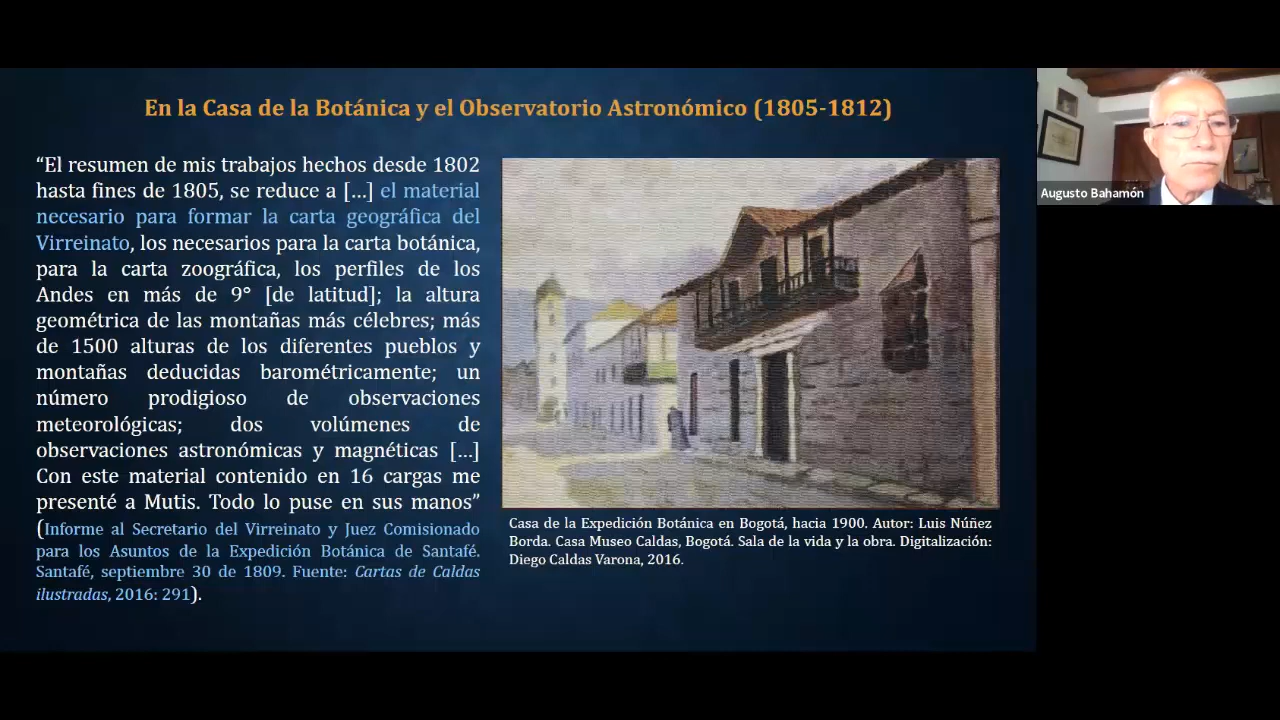 En la Casa de la Botánica y el Observatorio Astronómico (1805-1812)
“El resumen de mis trabajos hechos desde 1802
hasta fines de 1805, se reduce a […] el material
necesario para formar la carta geográfica del
Virreinato, los necesarios para la carta botánica,
para la carta zoográfica, los perfiles de los
Andes en más de 9° [de latitud]; la altura
geométrica de las montañas más célebres; más
de 1500 alturas de los diferentes pueblos y
montañas deducidas barométricamente; un
número prodigioso de observaciones
meteorológicas; dos volúmenes de
observaciones astronómicas y magnéticas […]
Con este material contenido en 16 cargas me
presenté a Mutis. Todo lo puse en sus manos”
(Informe al Secretario del Virreinato y Juez Comisionado
para los Asuntos de la Expedición Botánica de Santafé.
Santafé, septiembre 30 de 1809. Fuente: Cartas de Caldas
ilustradas, 2016: 291).
Casa de la Expedición Botánica en Bogotá, hacia 1900. Autor: Luis Núñez
Borda. Casa Museo Caldas, Bogotá. Sala de la vida y la obra. Digitalización:
Diego Caldas Varona, 2016.
Augusto Bahamón